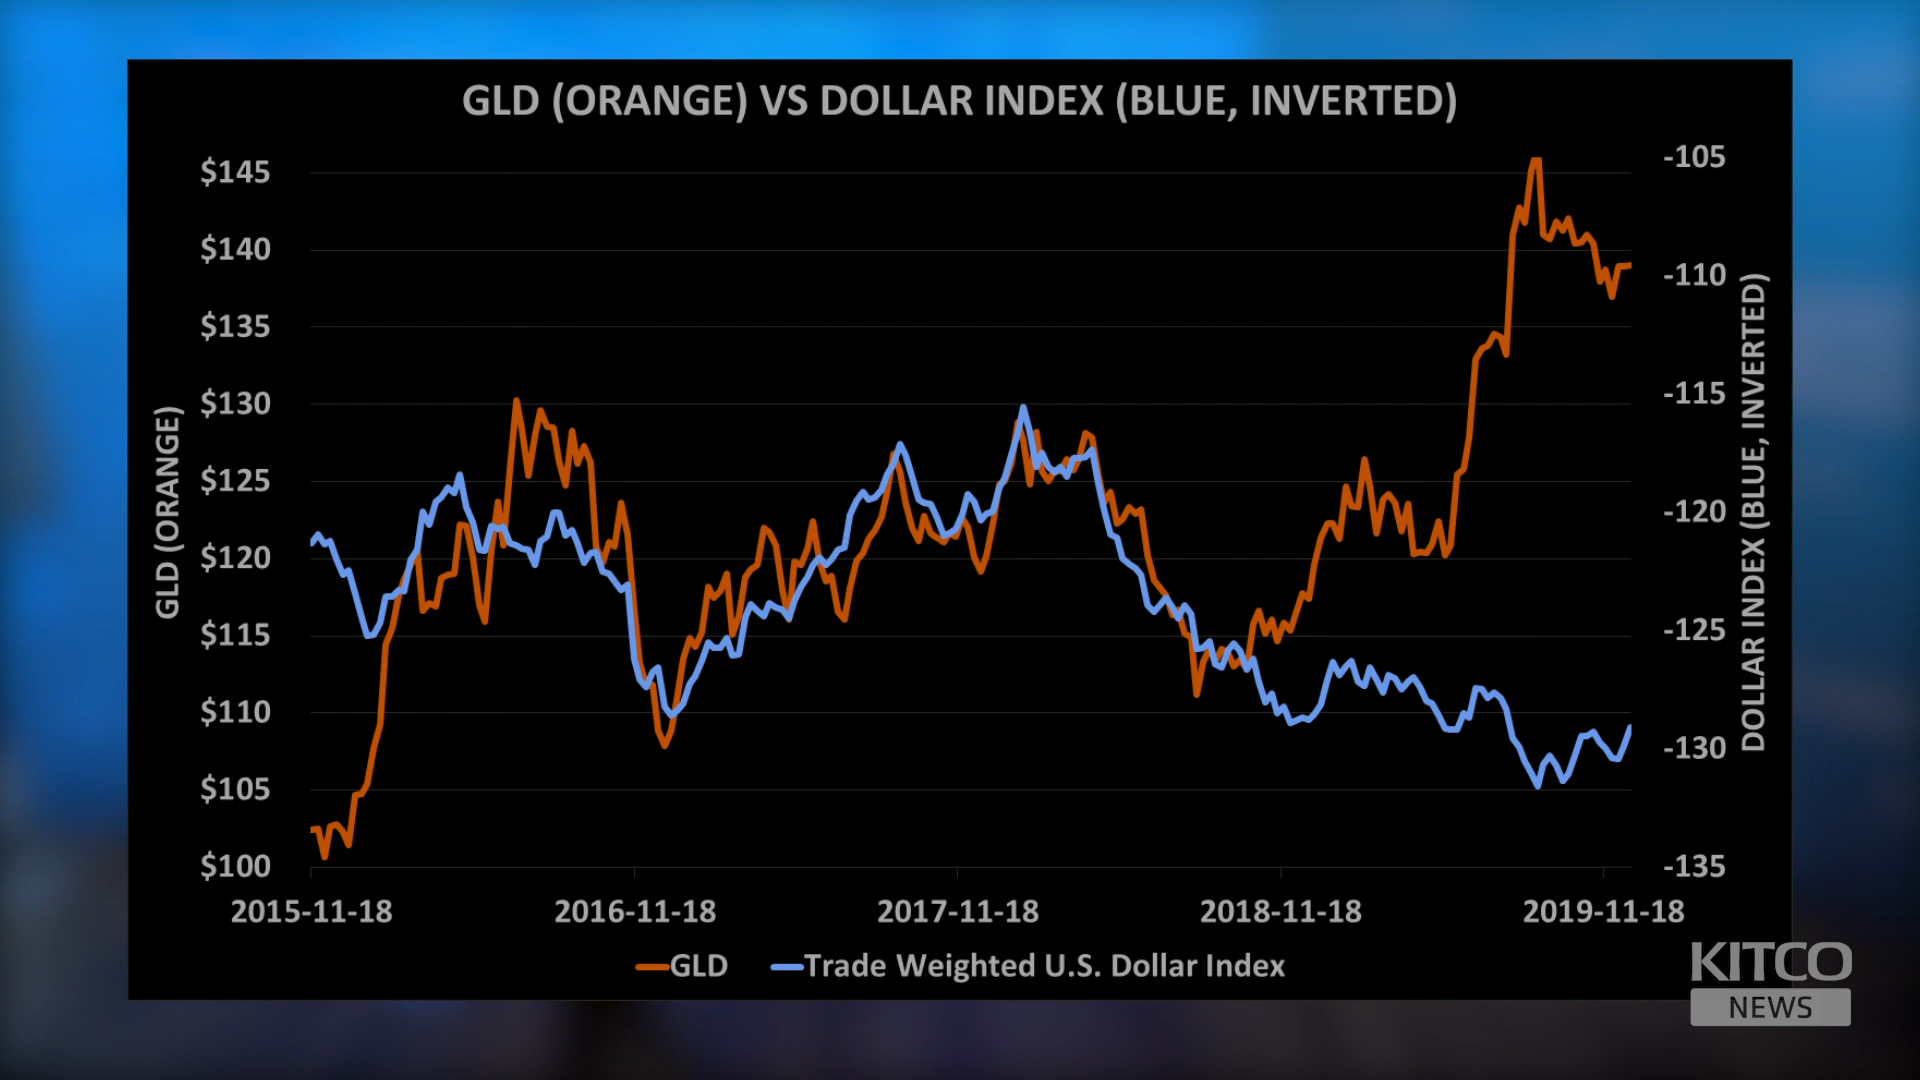 GLD (ORANGE) VS DOLLAR INDEX (BLUE, INVERTED)
GLD (ORANGE)
$145
$140
$135
$130
$125
$120
$115
$110
$105
$100
-105
-110
-115
-120
-125
-130
-135
DOLLAR INDEX (BLUE, INVERTED)
2015-11-18 2016-11-18 2017-11-18 2018-11-18 2019-11-18
GLD Trade Weighted U.S. Dollar Index
KITCO
NEWS